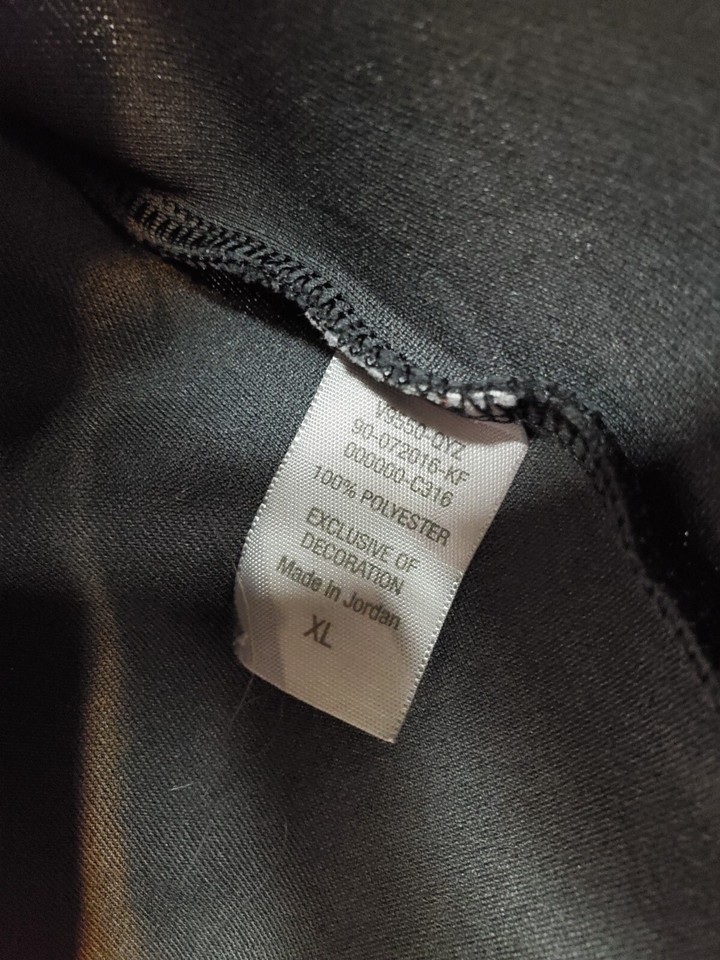 90-072016-KF
000000-C316
100% POLYESTER
EXCLUSIVE OF
DECORATION
Made in Jordan
XL